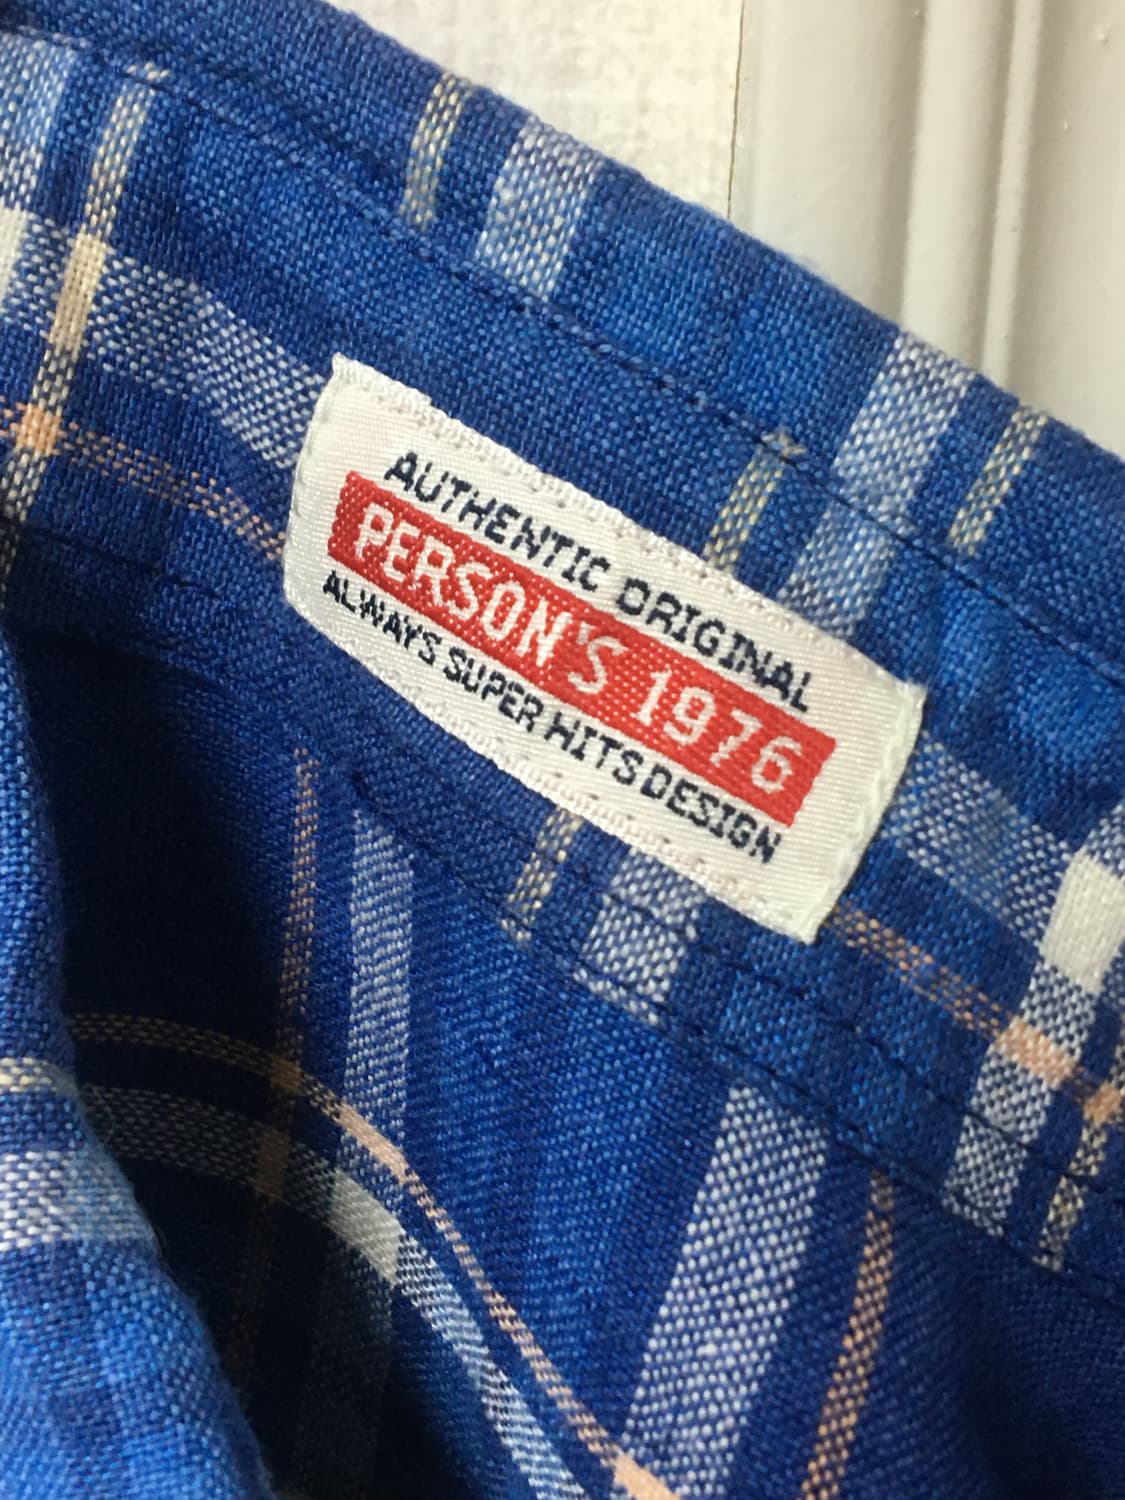 AUTHENTIC ORIGINAL
PERSON'S 1976
ALWAYS SUPER HITS DESIGN